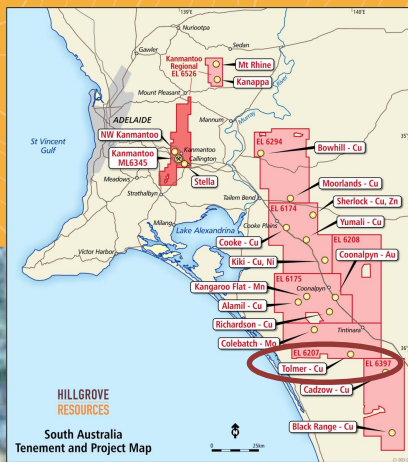 139°E
140°E
Nuriootpa
Sedan
Gawler
Kanmantoo
Regional
EL 6526
Mt Rhine
Kanappa
Mount Pleasant
River
Murray
ADELAIDE
Mannum
St Vincent
Gulf
NW Kanmantoo
Kanmantoo
ML6345
Kanmantoo
Callington
Stella
Meadows
Strathalbyn
EL 6294
Bowhill - Cu
35°
Moorlands - Cu
Tailem Bend
Sherlock - Cu, Zn
EL 6174
Milang
Lake Alexandrina
Cooke Plains
Yumali - Cu
Cooke - Cu
EL 6208
Victor Harbor
Kiki - Cu, Ni
Coonalpyn - Au
EL 6175
Kangaroo Flat - Mn
Coonalpyn
Alamil - Cu
Richardson - Cu
Tintinara
Colebatch - Mo
36°
EL 6207
Tolmer - Cu
EL 6397
Cadzow - Cu
Black Range - Cu
HILLGROVE
RESOURCES
South Australia
Tenement and Project Map
0
25km